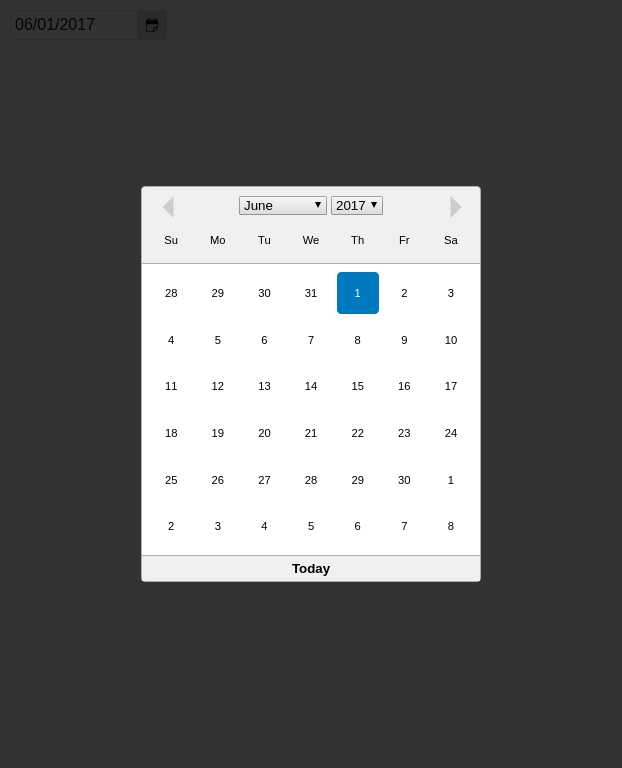 06/01/2017
June 2017
Su Mo Tu We Th Fr Sa
28 29 30 31 1 2 3
4 5 6 7 8 9 10
11 12 13 14 15 16 17
18 19 20 21 22 23 24
25 26 27 28 29 30 1
2 3 4 5 6 7 8
Today